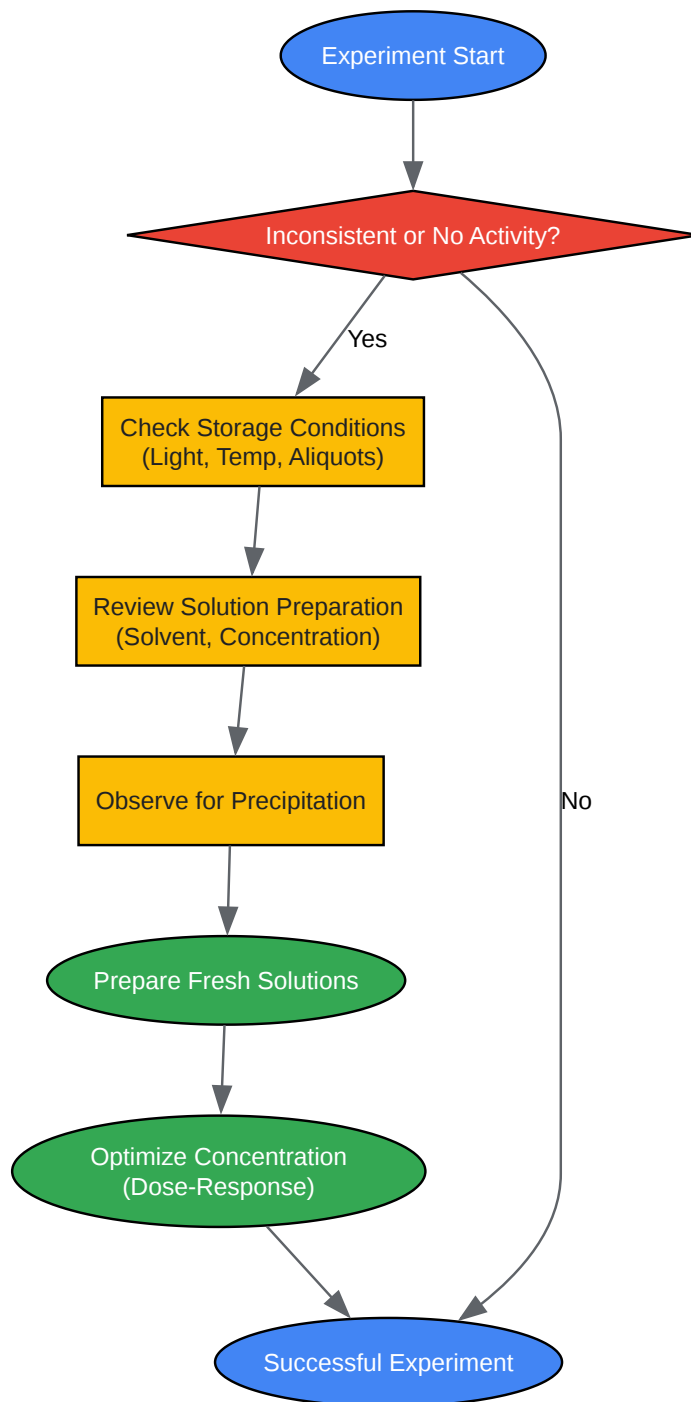 Experiment Start
Inconsistent or No Activity?
Yes
Check Storage Conditions
(Light, Temp, Aliquots)
Review Solution Preparation
(Solvent, Concentration)
Observe for Precipitation
No
Prepare Fresh Solutions
Optimize Concentration
(Dose-Response)
Successful Experiment